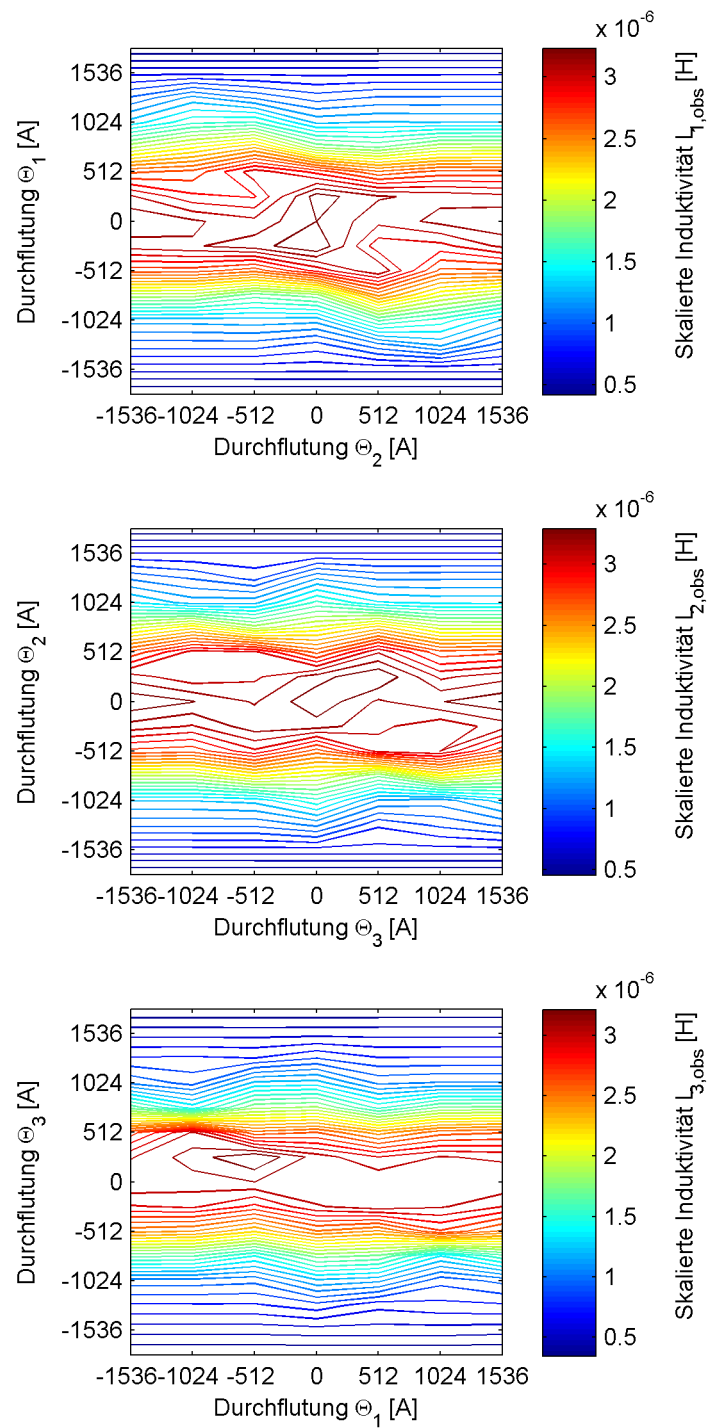 x 10-6
1536
1024
512
0
-512
-1024
-1536
Durchflutung Θ1 [A]
-1536 -1024 -512 0 512 1024 1536
Durchflutung Θ2 [A]
3
2.5
2
1.5
1
0.5
Skalierte Induktivität L1,obs [H]
x 10-6
1536
1024
512
0
-512
-1024
-1536
Durchflutung Θ2 [A]
-1536 -1024 -512 0 512 1024 1536
Durchflutung Θ3 [A]
3
2.5
2
1.5
1
0.5
Skalierte Induktivität L2,obs [H]
x 10-6
1536
1024
512
0
-512
-1024
-1536
Durchflutung Θ3 [A]
-1536 -1024 -512 0 512 1024 1536
Durchflutung Θ1 [A]
3
2.5
2
1.5
1
0.5
Skalierte Induktivität L3,obs [H]